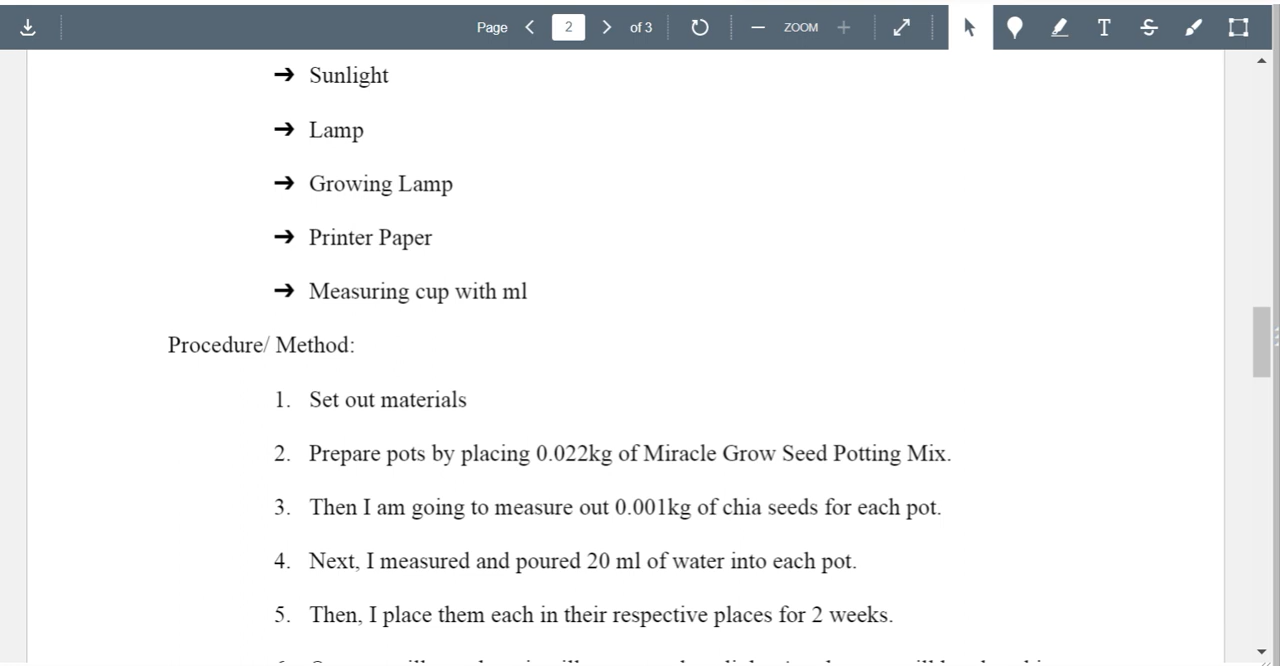 Page 2 of 3 ZOOM T S
→ Sunlight
→ Lamp
→ Growing Lamp
→ Printer Paper
→ Measuring cup with ml
Procedure/ Method:
1. Set out materials
2. Prepare pots by placing 0.022kg of Miracle Grow Seed Potting Mix.
3. Then I am going to measure out 0.001kg of chia seeds for each pot.
4. Next, I measured and poured 20 ml of water into each pot.
5. Then, I place them each in their respective places for 2 weeks.